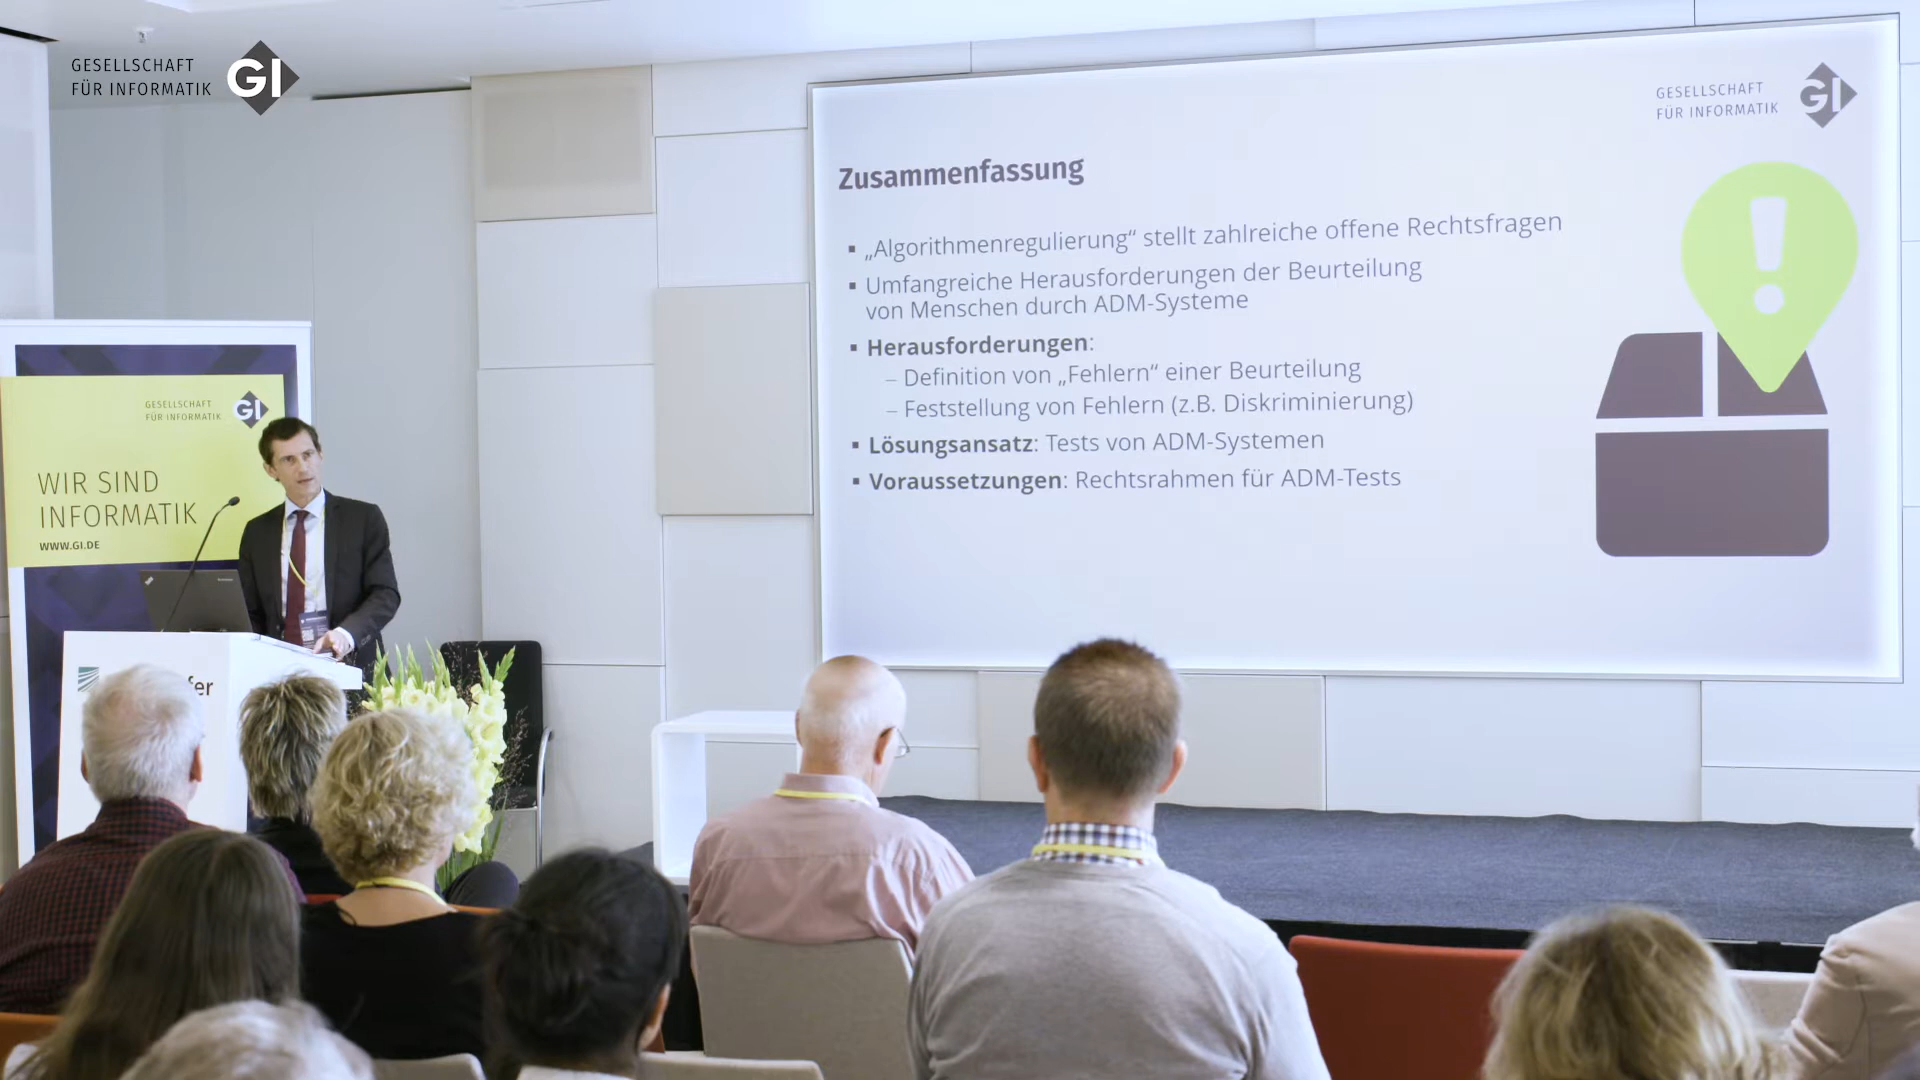 GESELLSCHAFT
FÜR INFORMATIK
GI
GESELLSCHAFT
FÜR INFORMATIK
GI
Zusammenfassung
▪ „Algorithmenregulierung“ stellt zahlreiche offene Rechtsfragen
▪ Umfangreiche Herausforderungen der Beurteilung
von Menschen durch ADM-Systeme
▪ Herausforderungen:
– Definition von „Fehlern“ einer Beurteilung
– Feststellung von Fehlern (z.B. Diskriminierung)
▪ Lösungsansatz: Tests von ADM-Systemen
▪ Voraussetzungen: Rechtsrahmen für ADM-Tests
GESELLSCHAFT
FÜR INFORMATIK
GI
WIR SIND
INFORMATIK
WWW.GI.DE